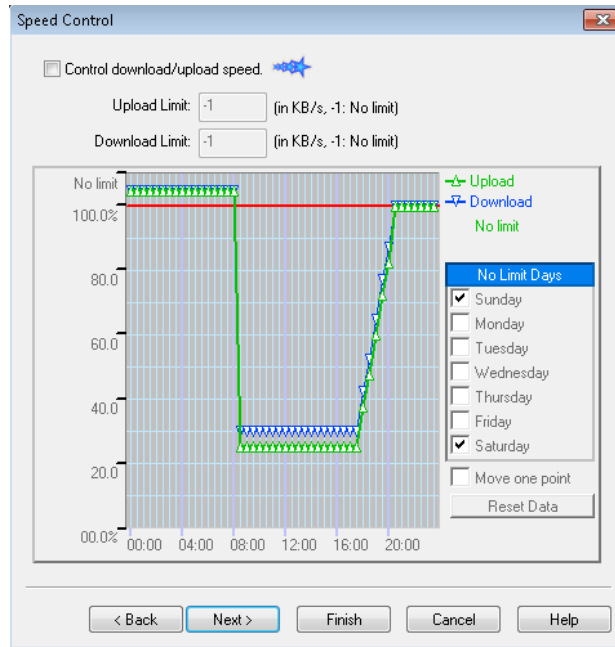 Speed Control
Control download/upload speed.
Upload Limit: -1 (in KB/s, -1: No limit)
Download Limit: -1 (in KB/s, -1: No limit)
No limit
100.0%
80.0
60.0
40.0
20.0
00.0%
00:00 04:00 08:00 12:00 16:00 20:00
Upload
Download
No limit
No Limit Days
Sunday
Monday
Tuesday
Wednesday
Thursday
Friday
Saturday
Move one point
Reset Data
< Back Next > Finish Cancel Help